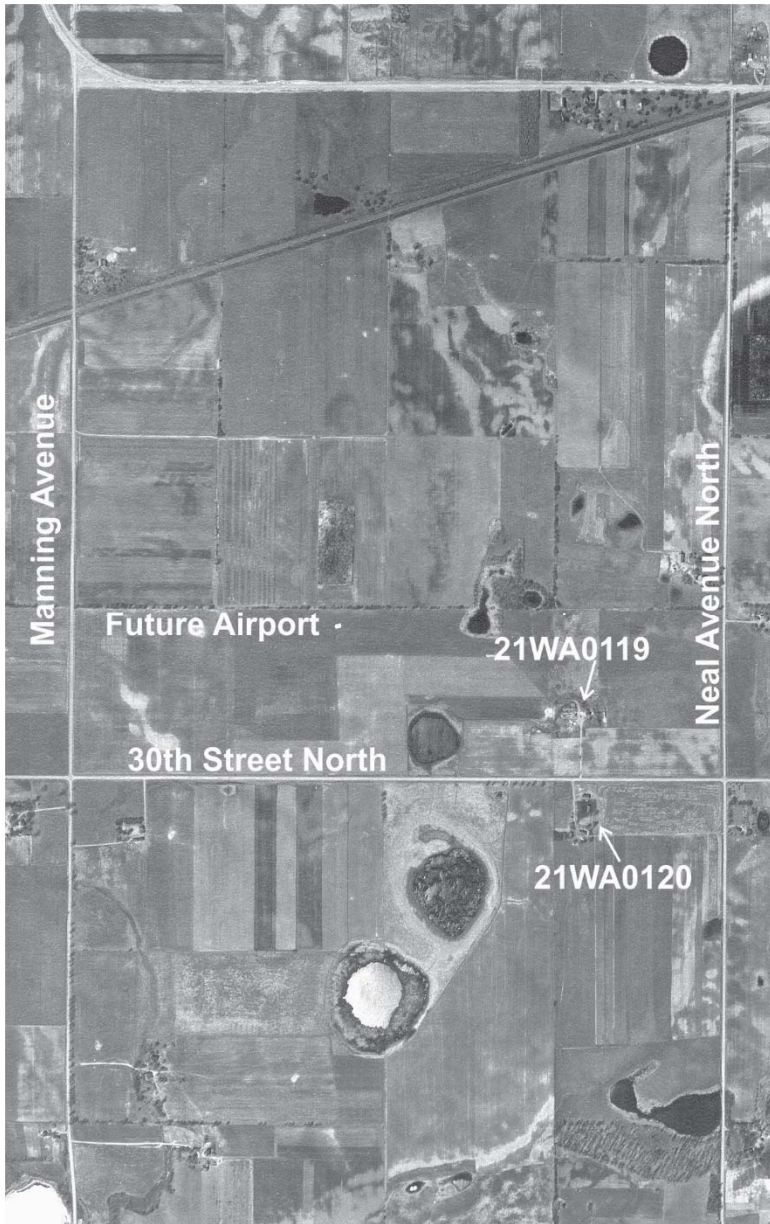 Manning Avenue
Neal Avenue North
Future Airport
21WA0119
30th Street North
21WA0120